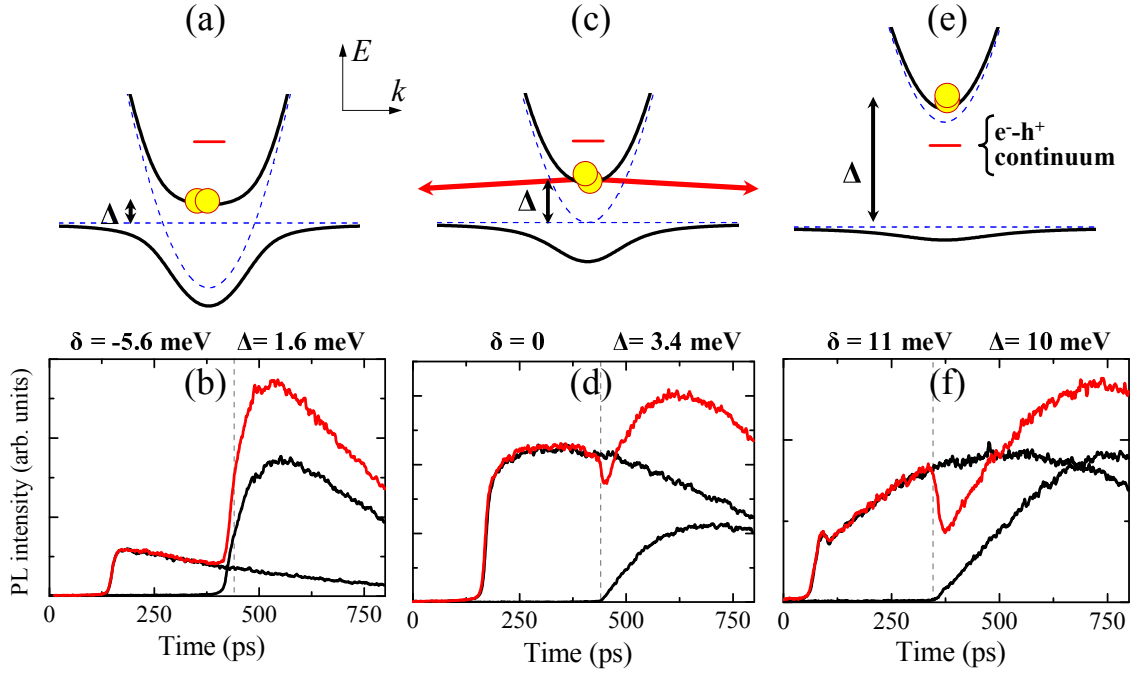 (a)
(c)
(e)
E
k
Δ
Δ
Δ
e⁻-h⁺
continuum
δ = -5.6 meV Δ= 1.6 meV
δ = 0 Δ= 3.4 meV
δ = 11 meV Δ= 10 meV
(b)
(d)
(f)
PL intensity (arb. units)
0 250 500 750
0 250 500 750
0 250 500 750
Time (ps)
Time (ps)
Time (ps)